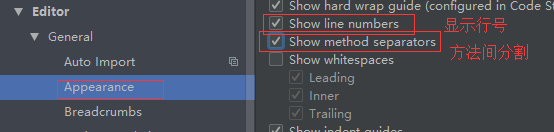 Editor
General
Auto Import
Appearance
Breadcrumbs
Show hard wrap guide (configured in Code St
Show line numbers
显示行号
Show method separators
方法间分割
Show whitespaces
Leading
Inner
Trailing
Show indent guides